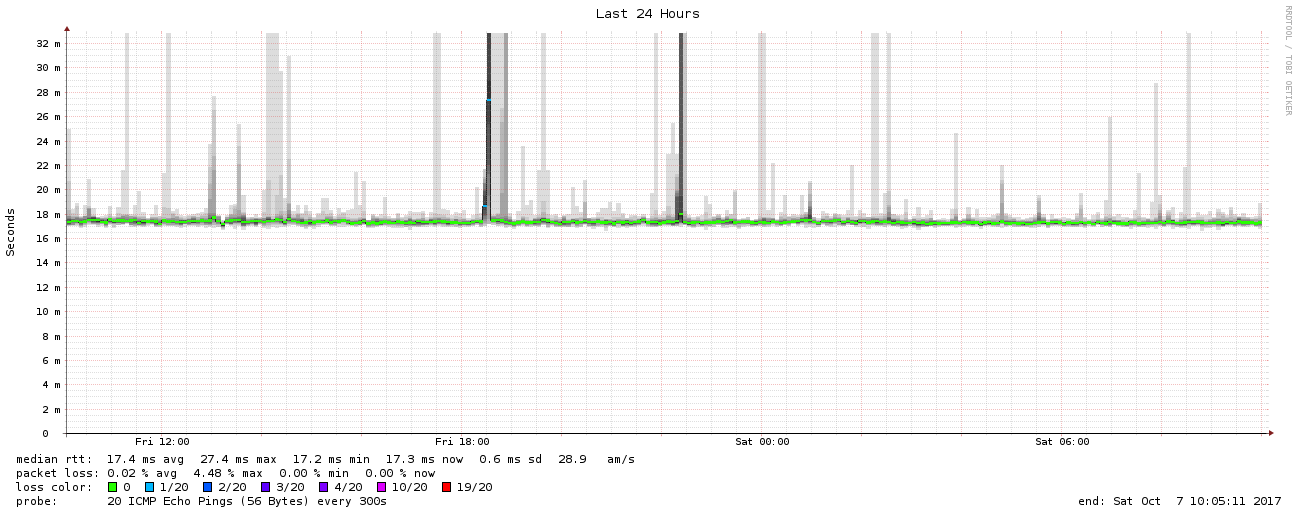 Last 24 Hours
RRDTOOL / TOBI OETIKER
Seconds
32 m
30 m
28 m
26 m
24 m
22 m
20 m
18 m
16 m
14 m
12 m
10 m
8 m
6 m
4 m
2 m
0
Fri 12:00 Fri 18:00 Sat 00:00 Sat 06:00
median rtt: 17.4 ms avg 27.4 ms max 17.2 ms min 17.3 ms now 0.6 ms sd 28.9 am/s
packet loss: 0.02 % avg 4.48 % max 0.00 % min 0.00 % now
loss color: 0 1/20 2/20 3/20 4/20 10/20 19/20
probe: 20 ICMP Echo Pings (56 Bytes) every 300s end: Sat Oct 7 10:05:11 2017